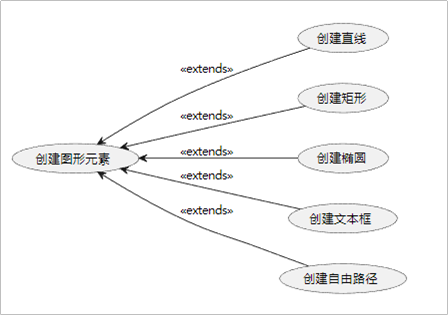 创建直线
«extends»
创建矩形
«extends»
创建图形元素
«extends»
创建椭圆
«extends»
创建文本框
«extends»
创建自由路径